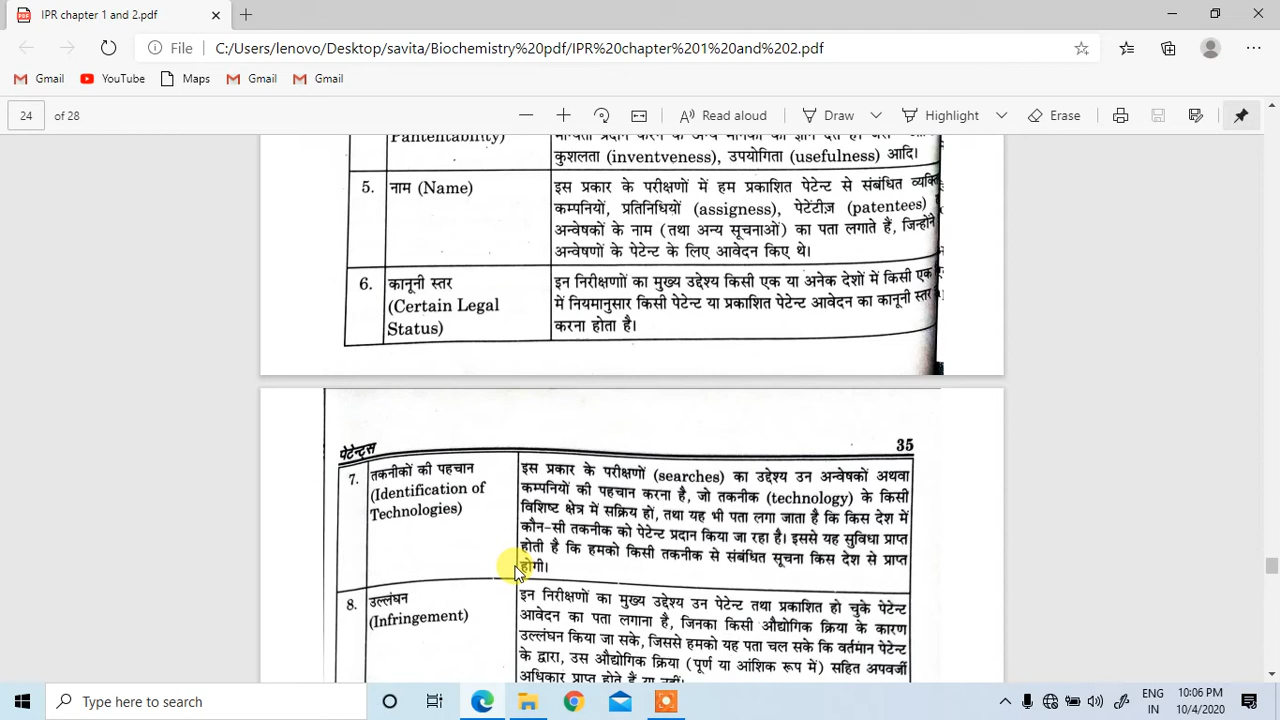 IPR chapter 1 and 2.pdf
File C:/Users/lenovo/Desktop/savita/Biochemistry%20pdf/IPR%20chapter%201%20and%202.pdf
Gmail YouTube Maps Gmail Gmail
24 of 28 Read aloud Draw Highlight Erase
Pantentability)
कुशलता (inventveness), उपयोगिता (usefulness) आदि।
5. नाम (Name)
इस प्रकार के परीक्षणों में हम प्रकाशित पेटेन्ट से संबंधित व्यक्ति
कम्पनियों, प्रतिनिधियों (assigness), पेटेंटीज़ (patentees)
अन्वेषकों के नाम (तथा अन्य सूचनाओं) का पता लगाते हैं, जिन्होंने
अन्वेषणों के पेटेन्ट के लिए आवेदन किए थे।
6. कानूनी स्तर
(Certain Legal
Status)
इन निरीक्षणों का मुख्य उद्देश्य किसी एक या अनेक देशों में किसी एक
में नियमानुसार किसी पेटेन्ट या प्रकाशित पेटेन्ट आवेदन का कानूनी स्तर
करना होता है।
पेटेन्ट्स 35
7. तकनीकों की पहचान
(Identification of
Technologies)
इस प्रकार के परीक्षणों (searches) का उद्देश्य उन अन्वेषकों अथवा
कम्पनियों की पहचान करना है, जो तकनीक (technology) के किसी
विशिष्ट क्षेत्र में सक्रिय हों, तथा यह भी पता लगा जाता है कि किस देश में
कौन-सी तकनीक को पेटेन्ट प्रदान किया जा रहा है। इससे यह सुविधा प्राप्त
होती है कि हमको किसी तकनीक से संबंधित सूचना किस देश से प्राप्त
होगी।
8. उल्लंघन
(Infringement)
इन निरीक्षणों का मुख्य उद्देश्य उन पेटेन्ट तथा प्रकाशित हो चुके पेटेन्ट
आवेदन का पता लगाना है, जिनका किसी औद्योगिक क्रिया के कारण
उल्लंघन किया जा सके, जिससे हमको यह पता चल सके कि वर्तमान पेटेन्ट
के द्वारा, उस औद्योगिक क्रिया (पूर्ण या आंशिक रूप में) सहित अपवर्जी
अधिकार प्राप्त होते हैं या नहीं।
Type here to search
ENG
IN
10:06 PM
10/4/2020